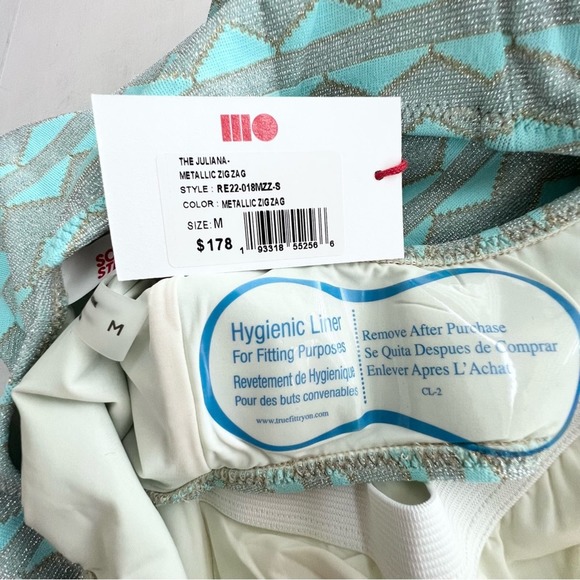 THE JULIANA-
METALLIC ZIGZAG
STYLE : RE22-018MZZ-S
COLOR : METALLIC ZIGZAG
SIZE: M
$178
1 93318 55256 6
M
Hygienic Liner
For Fitting Purposes
Revetement de Hygienique
Pour des buts convenables
www.truefitnyon.com
Remove After Purchase
Se Quita Despues de Comprar
Enlever Apres L'Achat
CL-2